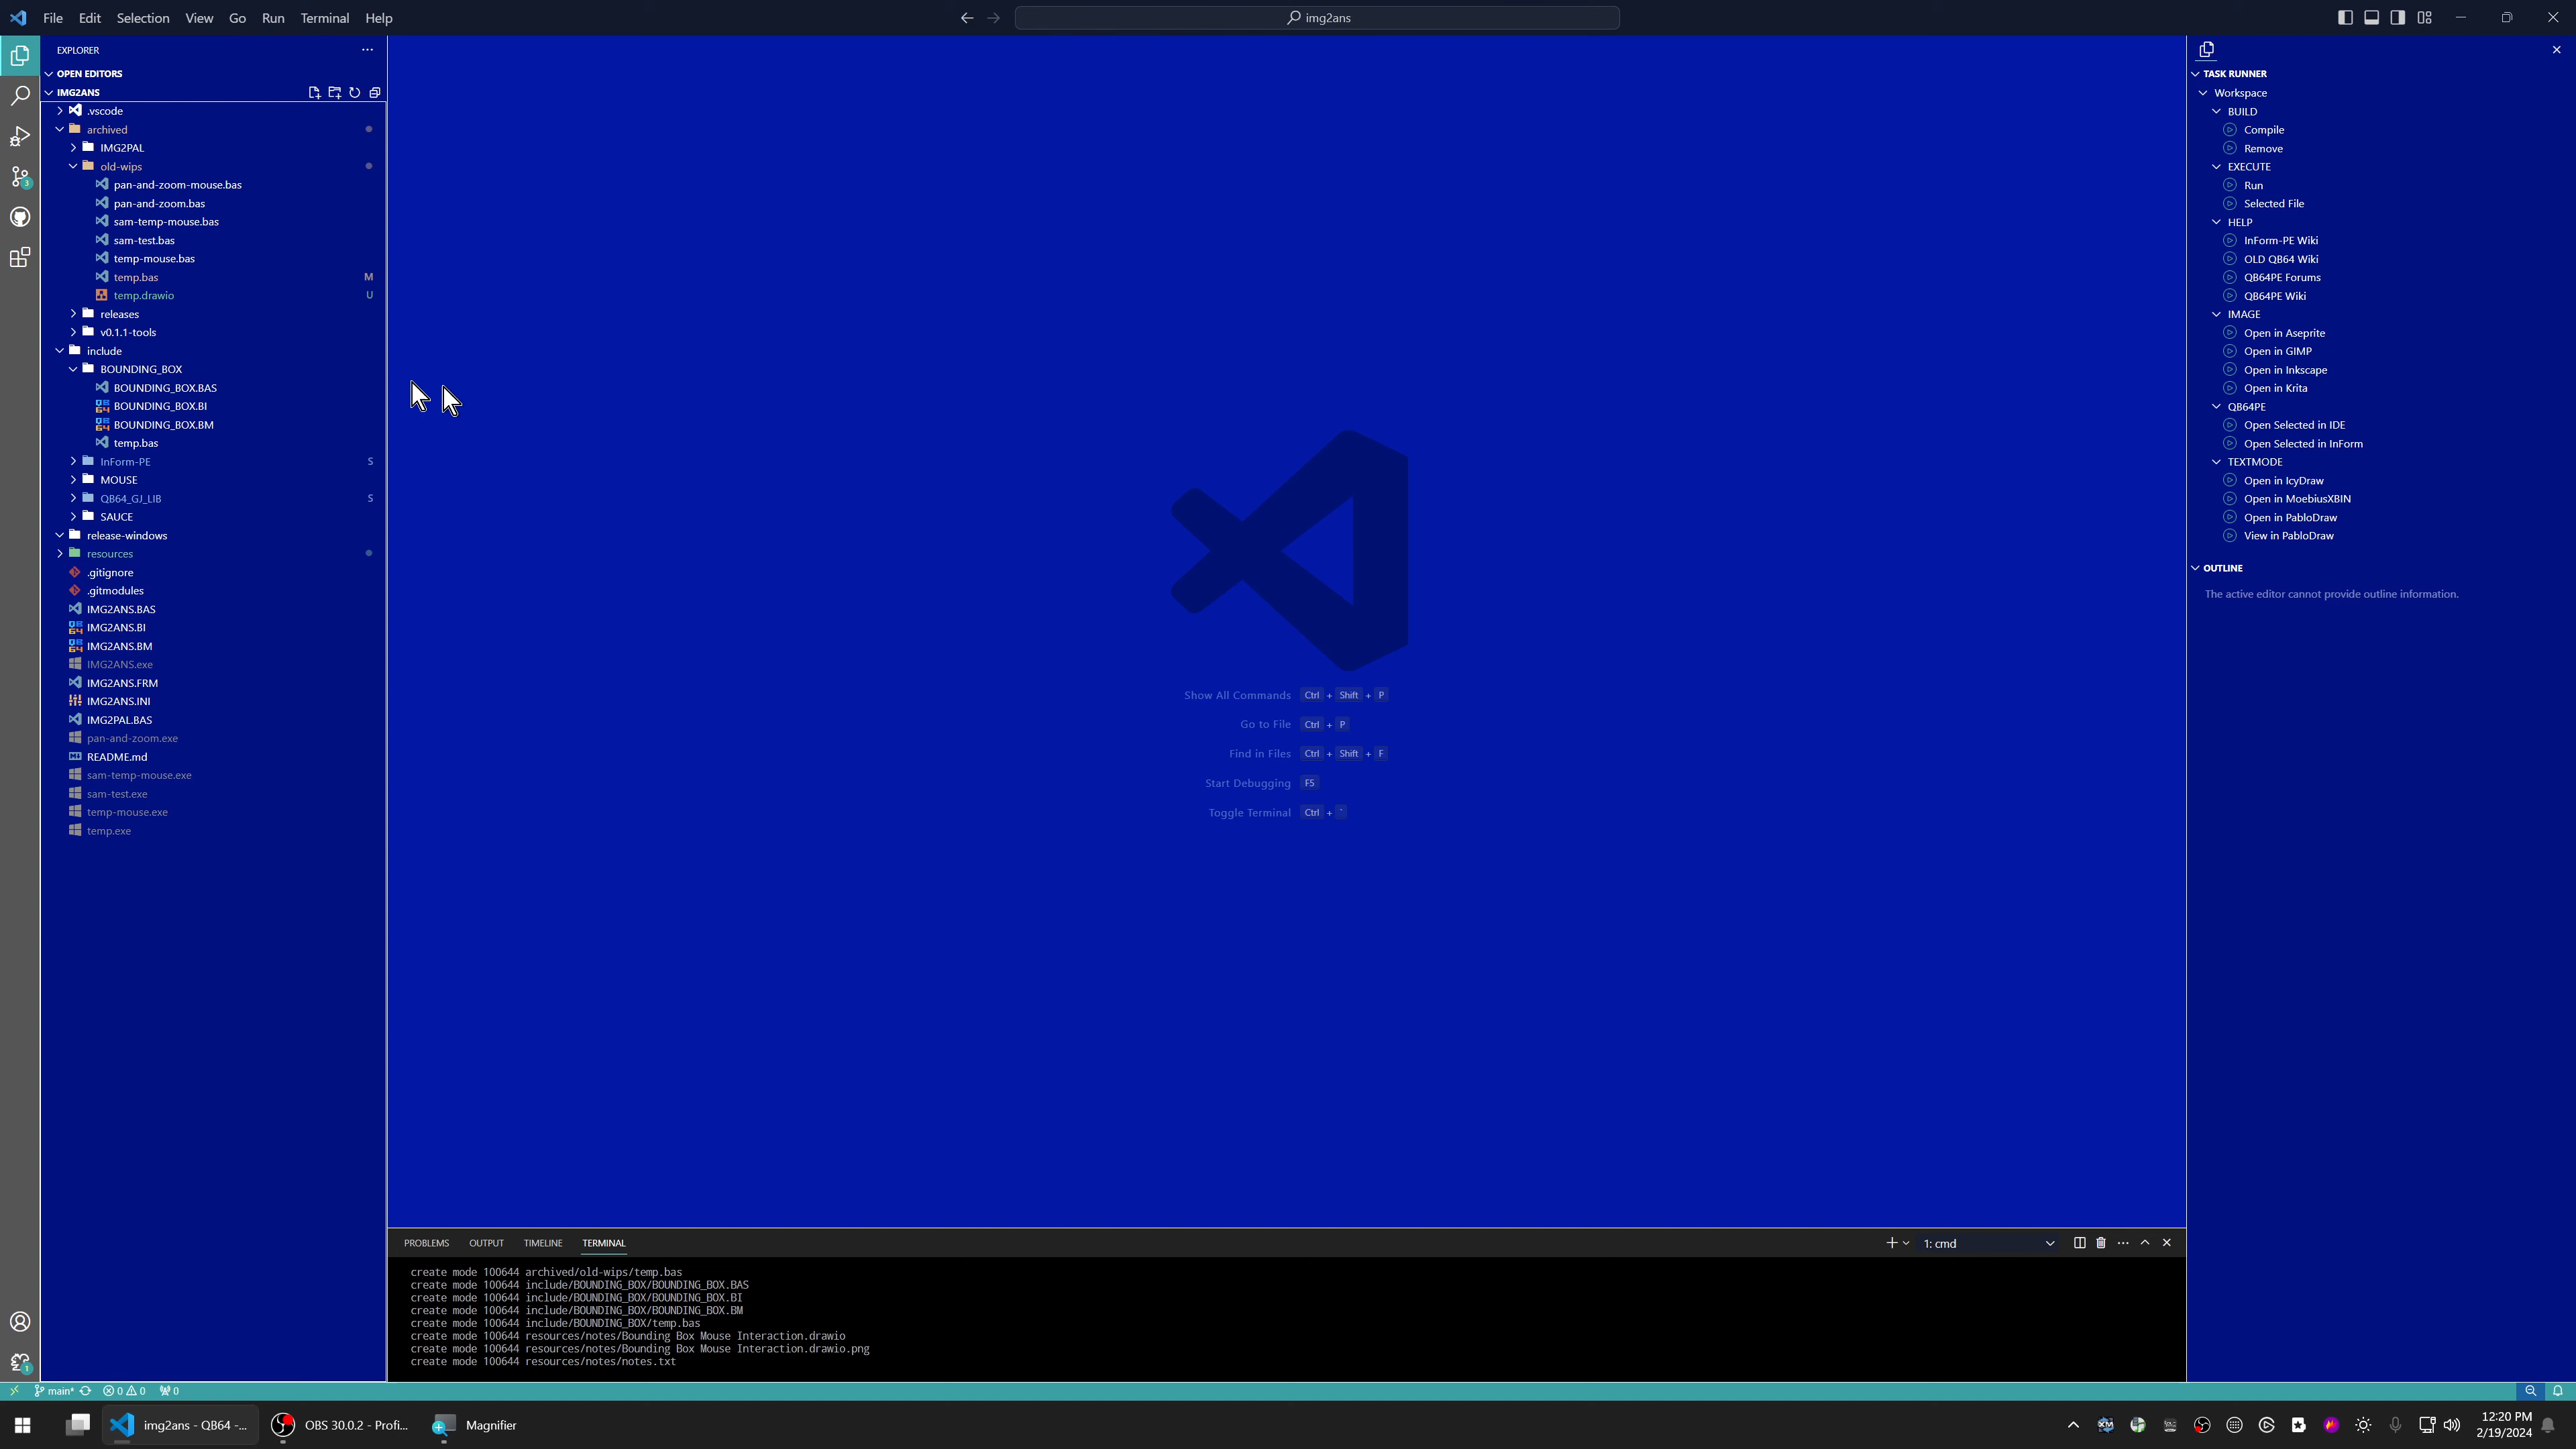 File Edit Selection View Go Run Terminal Help
img2ans
EXPLORER
OPEN EDITORS
IMG2ANS
.vscode
archived
IMG2PAL
old-wips
pan-and-zoom-mouse.bas
pan-and-zoom.bas
sam-temp-mouse.bas
sam-test.bas
temp-mouse.bas
temp.bas M
temp.drawio U
releases
v0.1.1-tools
include
BOUNDING_BOX
BOUNDING_BOX.BAS
BOUNDING_BOX.BI
BOUNDING_BOX.BM
temp.bas
InForm-PE S
MOUSE
QB64_GJ_LIB S
SAUCE
release-windows
resources
.gitignore
.gitmodules
IMG2ANS.BAS
IMG2ANS.BI
IMG2ANS.BM
IMG2ANS.exe
IMG2ANS.FRM
IMG2ANS.INI
IMG2PAL.BAS
pan-and-zoom.exe
README.md
sam-temp-mouse.exe
sam-test.exe
temp-mouse.exe
temp.exe
3
1
Show All Commands Ctrl + Shift + P
Go to File Ctrl + P
Find in Files Ctrl + Shift + F
Start Debugging F5
Toggle Terminal Ctrl + `
PROBLEMS OUTPUT TIMELINE TERMINAL
1: cmd
create mode 100644 archived/old-wips/temp.bas
create mode 100644 include/BOUNDING_BOX/BOUNDING_BOX.BAS
create mode 100644 include/BOUNDING_BOX/BOUNDING_BOX.BI
create mode 100644 include/BOUNDING_BOX/BOUNDING_BOX.BM
create mode 100644 include/BOUNDING_BOX/temp.bas
create mode 100644 resources/notes/Bounding Box Mouse Interaction.drawio
create mode 100644 resources/notes/Bounding Box Mouse Interaction.drawio.png
create mode 100644 resources/notes/notes.txt
TASK RUNNER
Workspace
BUILD
Compile
Remove
EXECUTE
Run
Selected File
HELP
InForm-PE Wiki
OLD QB64 Wiki
QB64PE Forums
QB64PE Wiki
IMAGE
Open in Aseprite
Open in GIMP
Open in Inkscape
Open in Krita
QB64PE
Open Selected in IDE
Open Selected in InForm
TEXTMODE
Open in IcyDraw
Open in MoebiusXBIN
Open in PabloDraw
View in PabloDraw
OUTLINE
The active editor cannot provide outline information.
main* 0 0 0
img2ans - QB64 -... OBS 30.0.2 - Profi... Magnifier
12:20 PM
2/19/2024